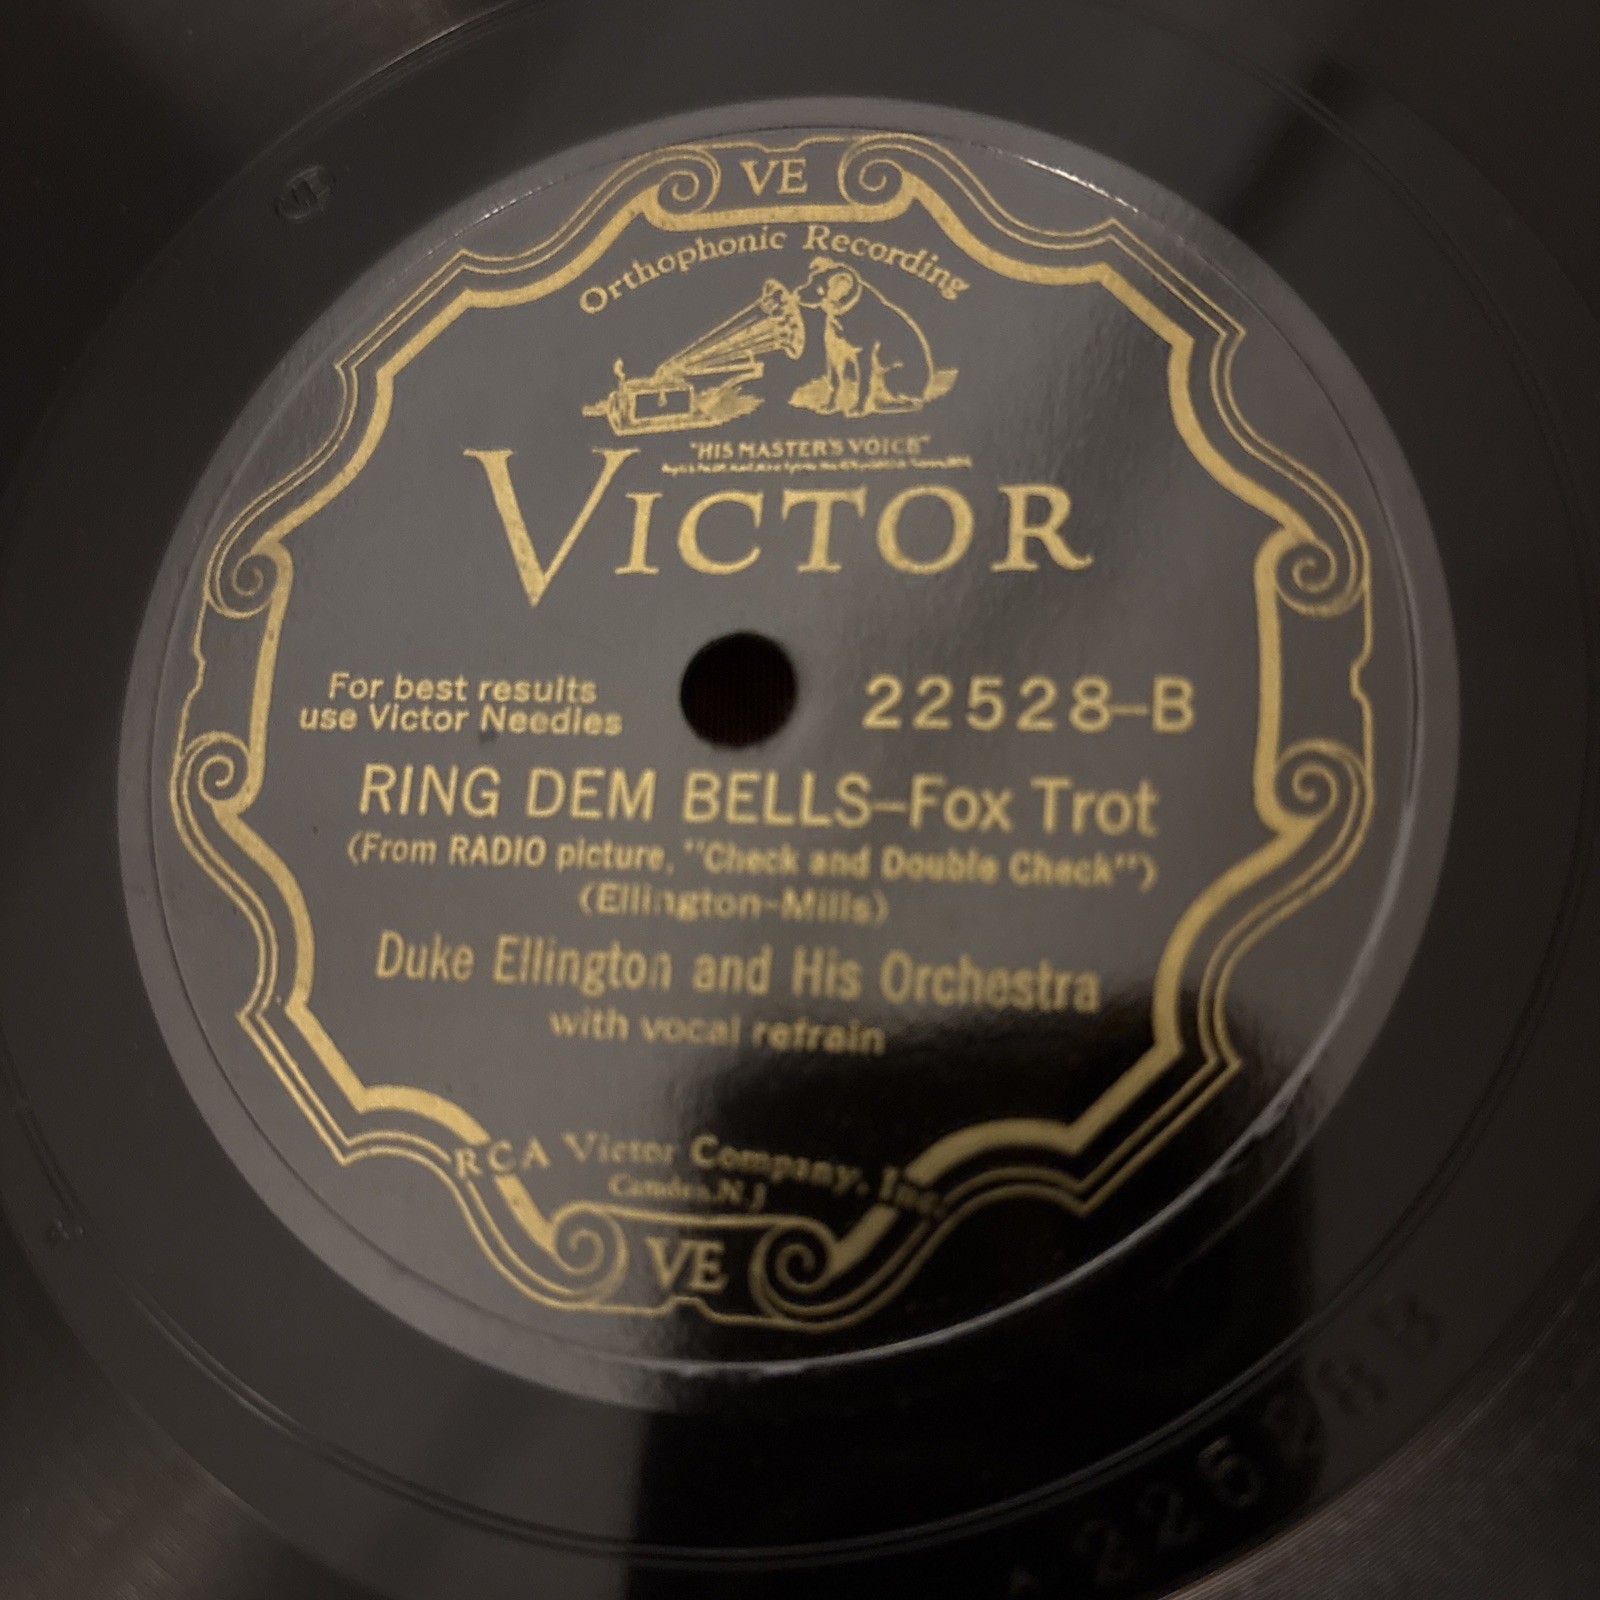 VE
Orthophonic Recording
"HIS MASTER'S VOICE"
VICTOR
For best results
use Victor Needles
22528-B
RING DEM BELLS—Fox Trot
(From RADIO picture, "Check and Double Check")
(Ellington-Mills)
Duke Ellington and His Orchestra
with vocal refrain
RCA Victor Company, Inc.
Camden, N.J.
VE
VE
22528 B